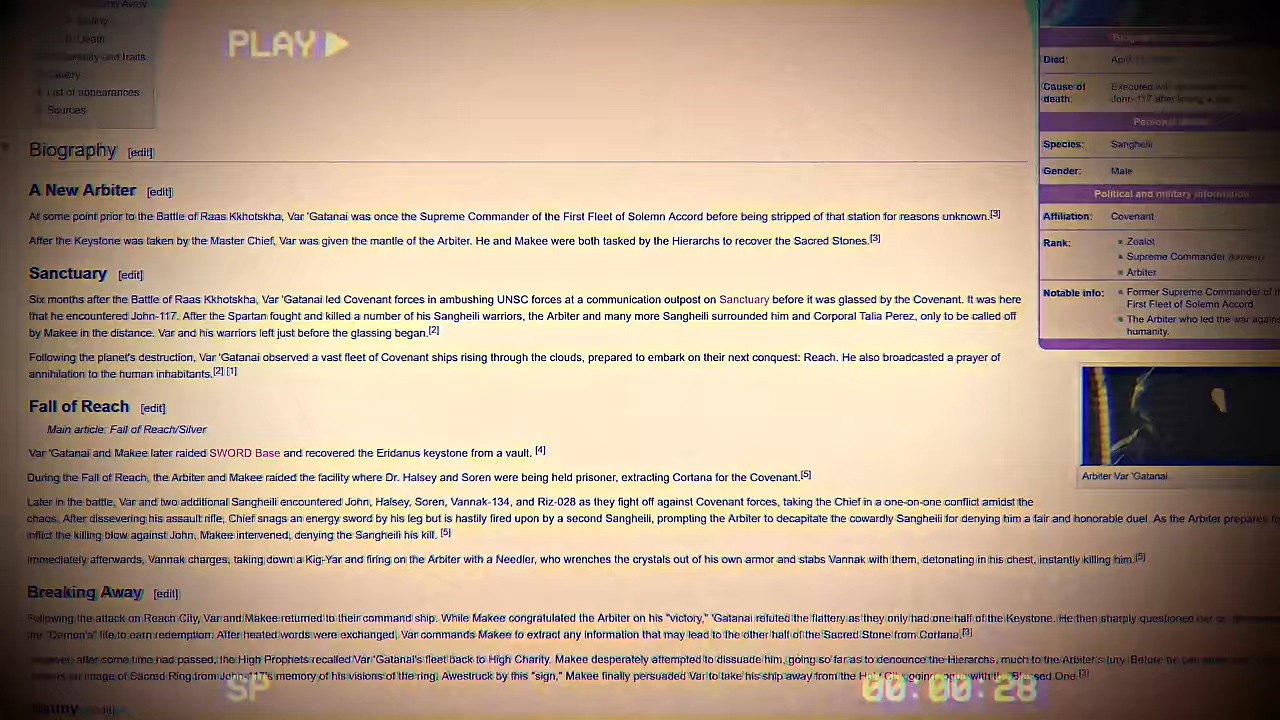 PLAY
Death
List of appearances
Sources
Biography [edit]
A New Arbiter [edit]
At some point prior to the Battle of Raas Kkhotskha, Var 'Gatanai was once the Supreme Commander of the First Fleet of Solemn Accord before being stripped of that station for reasons unknown.[3]
After the Keystone was taken by the Master Chief, Var was given the mantle of the Arbiter. He and Makee were both tasked by the Hierarchs to recover the Sacred Stones.[3]
Sanctuary [edit]
Six months after the Battle of Raas Kkhotskha, Var 'Gatanai led Covenant forces in ambushing UNSC forces at a communication outpost on Sanctuary before it was glassed by the Covenant. It was here
that he encountered John-117. After the Spartan fought and killed a number of his Sangheili warriors, the Arbiter and many more Sangheili surrounded him and Corporal Talia Perez, only to be called off
by Makee in the distance. Var and his warriors left just before the glassing began.[2]
Following the planet's destruction, Var 'Gatanai observed a vast fleet of Covenant ships rising through the clouds, prepared to embark on their next conquest: Reach. He also broadcasted a prayer of
annihilation to the human inhabitants.[2] [1]
Fall of Reach [edit]
Main article: Fall of Reach/Silver
Var 'Gatanai and Makee later raided SWORD Base and recovered the Eridanus keystone from a vault. [4]
During the Fall of Reach, the Arbiter and Makee raided the facility where Dr. Halsey and Soren were being held prisoner, extracting Cortana for the Covenant.[5]
Later in the battle, Var and two additional Sangheili encountered John, Halsey, Soren, Vannak-134, and Riz-028 as they fight off against Covenant forces, taking the Chief in a one-on-one conflict amidst the
chaos. After dissevering his assault rifle, Chief snags an energy sword by his leg but is hastily fired upon by a second Sangheili, prompting the Arbiter to decapitate the cowardly Sangheili for denying him a fair and honorable duel. As the Arbiter prepares
inflict the killing blow against John, Makee intervened, denying the Sangheili his kill. [5]
Immediately afterwards, Vannak charges, taking down a Kig-Yar and firing on the Arbiter with a Needler, who wrenches the crystals out of his own armor and stabs Vannak with them, detonating in his chest, instantly killing him.[5]
Breaking Away [edit]
Following the attack on Reach City, Var and Makee returned to their command ship. While Makee congratulated the Arbiter on his "victory," 'Gatanai refuted the flattery as they only had one half of the Keystone. He then sharply questioned her
the "Demon's" life to earn redemption. After heated words were exchanged, Var commands Makee to extract any information that may lead to the other half of the Sacred Stone from Cortana.[3]
after some time had passed, the High Prophets recalled Var 'Gatanai's fleet back to High Charity. Makee desperately attempted to dissuade him, going so far as to denounce the Hierarchs, much to the Arbiter's fury. Before he can
an image of Sacred Ring from John-117's memory of his visions of the ring. Awestruck by this "sign," Makee finally persuaded Var to take his ship away from the Holy City, going rogue with the Blessed One.[3]
Died: April
Cause of death: Executed
John-117 after losing a
Personal
Species: Sangheili
Gender: Male
Political and military information
Affiliation: Covenant
Rank: Zealot
Supreme Commander (formerly)
Arbiter
Notable info: Former Supreme Commander of
First Fleet of Solemn Accord.
The Arbiter who led the war against
humanity.
Arbiter Var 'Gatanai.
SP
00:00:28